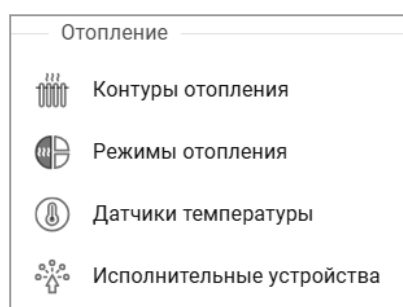 Отопление
Контуры отопления
Режимы отопления
Датчики температуры
Исполнительные устройства